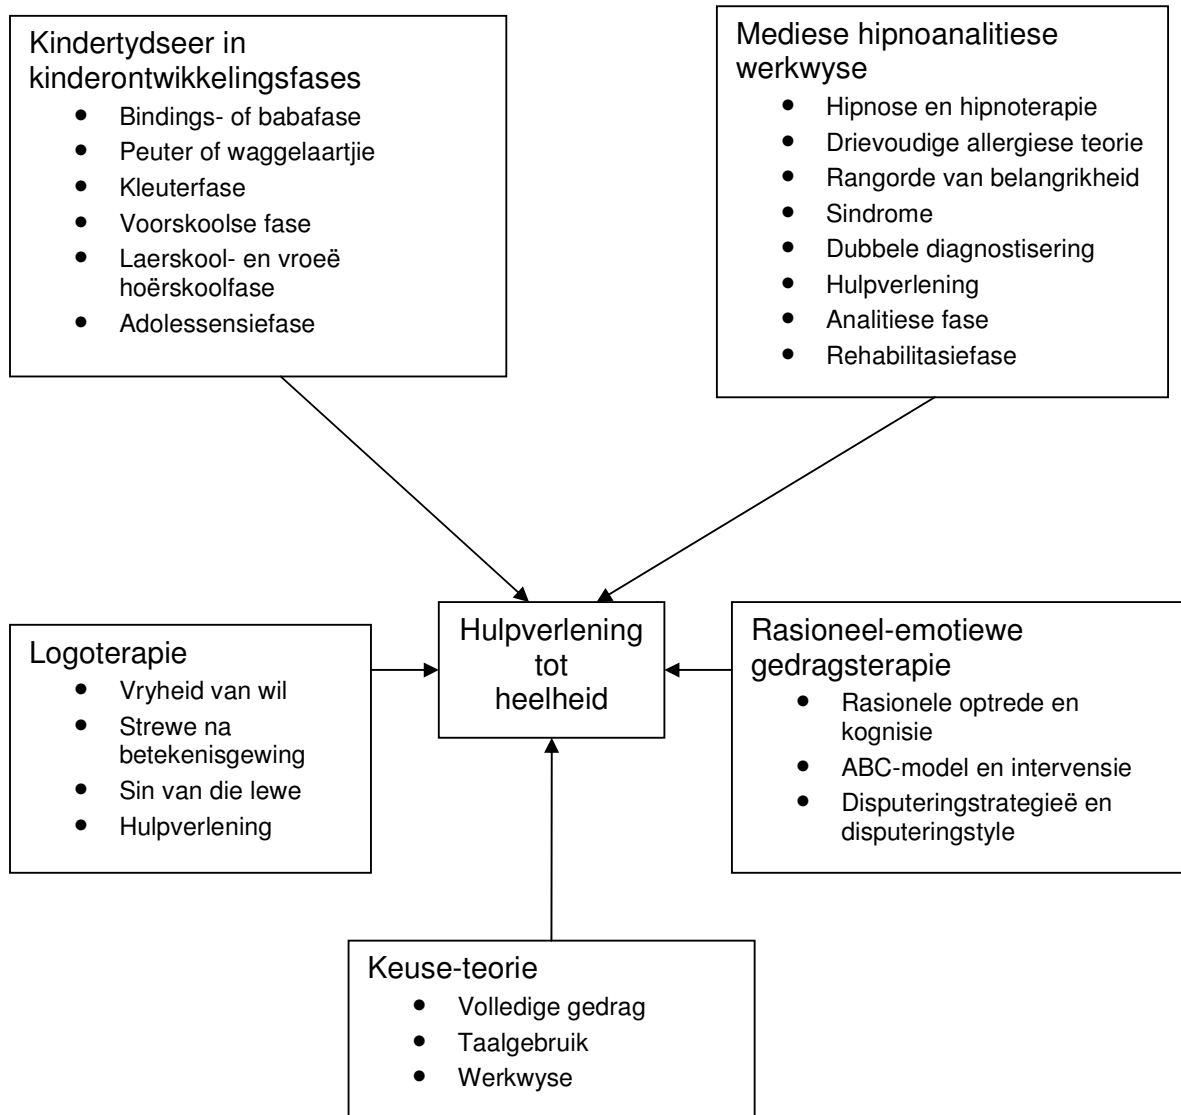 Kindertydseer in
kinderontwikkelingsfases
• Bindings- of babafase
• Peuter of waggelaartjie
• Kleuterfase
• Voorskoolse fase
• Laerskool- en vroeë
hoërskoolfase
• Adolessensiefase
Mediese hipnoanalitiese
werkwyse
• Hipnose en hipnoterapie
• Drievoudige allergiese teorie
• Rangorde van belangrikheid
• Sindrome
• Dubbele diagnostisering
• Hulpverlening
• Analitiese fase
• Rehabilitasiefase
Logoterapie
• Vryheid van wil
• Strewe na
betekenisgewing
• Sin van die lewe
• Hulpverlening
Hulpverlening
tot
heelheid
Rasioneel-emotiewe
gedragsterapie
• Rasionele optrede en
kognisie
• ABC-model en intervensie
• Disputeringstrategieë en
disputeringstyle
Keuse-teorie
• Volledige gedrag
• Taalgebruik
• Werkwyse